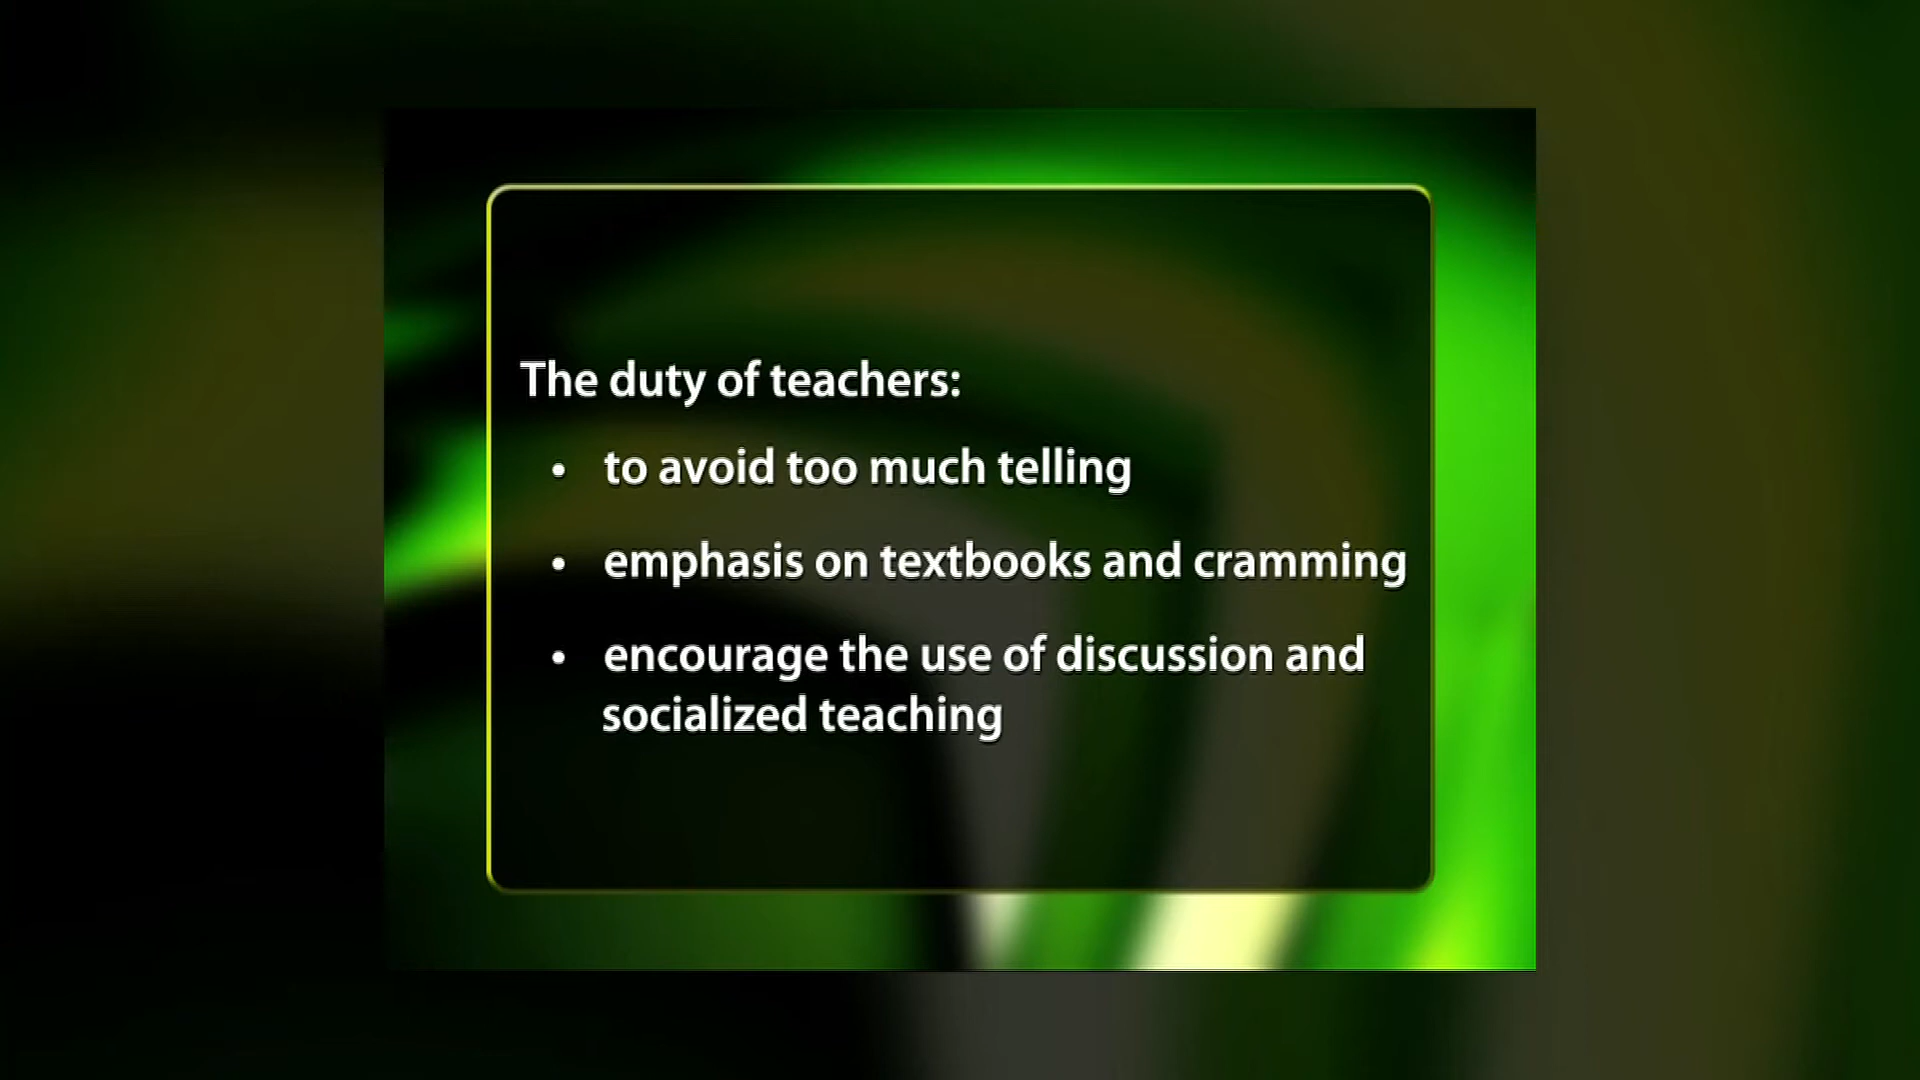 The duty of teachers:
• to avoid too much telling
• emphasis on textbooks and cramming
• encourage the use of discussion and
socialized teaching